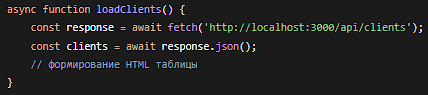 async function loadClients() {
    const response = await fetch('http://localhost:3000/api/clients');
    const clients = await response.json();
    // формирование HTML таблицы
}